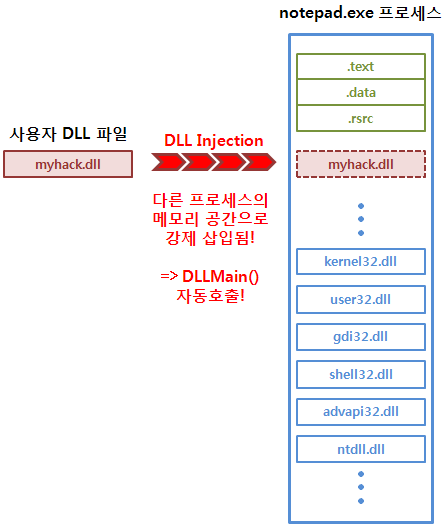 notepad.exe 프로세스
.text
.data
.rsrc
사용자 DLL 파일
myhack.dll
DLL Injection
다른 프로세스의
메모리 공간으로
강제 삽입됨!
=> DLLMain()
자동호출!
myhack.dll
kernel32.dll
user32.dll
gdi32.dll
shell32.dll
advapi32.dll
ntdll.dll